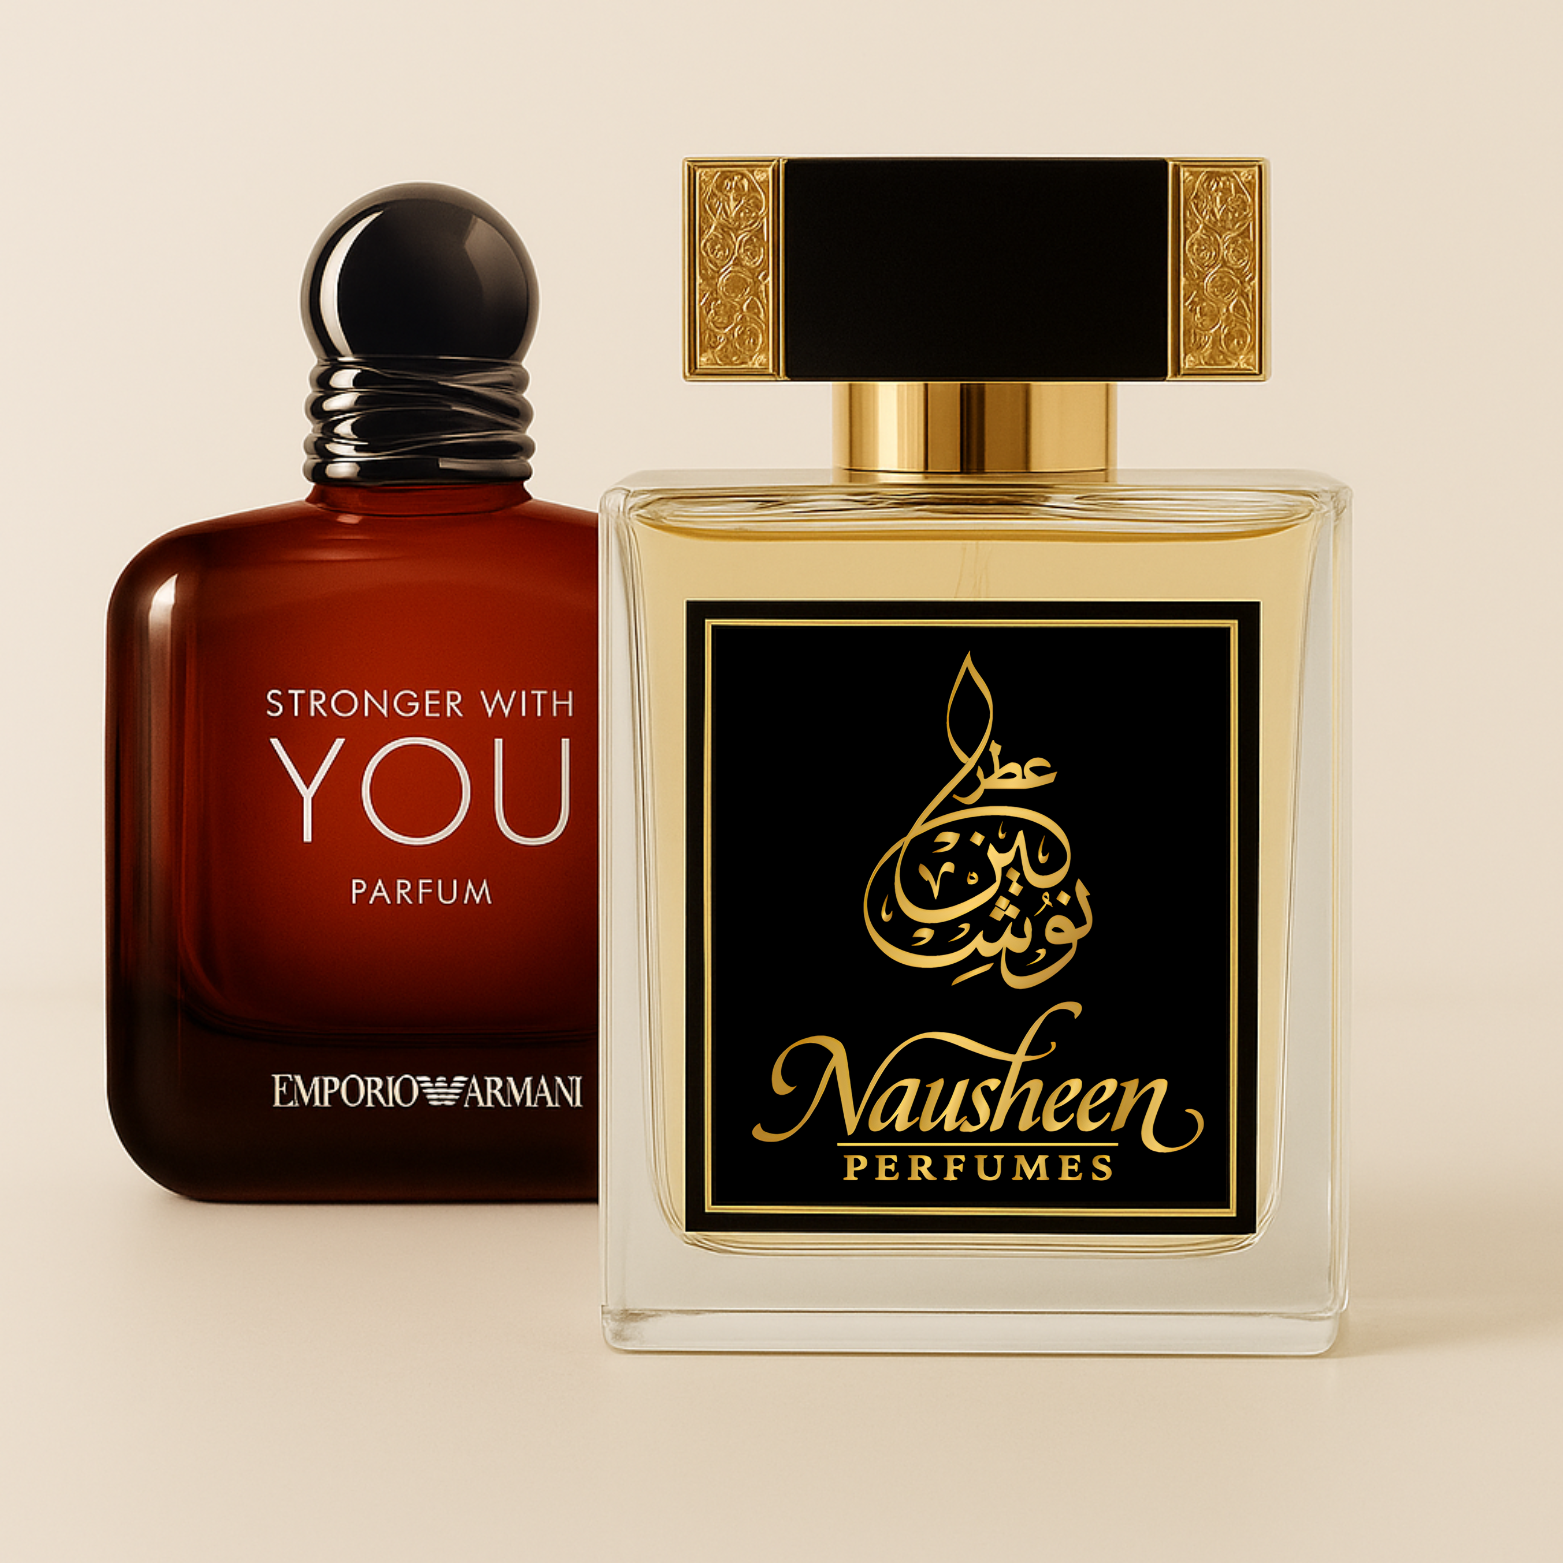 STRONGER WITH
YOU
PARFUM
EMPORIO ARMANI
عطر
نوشين
Nausheen
PERFUMES